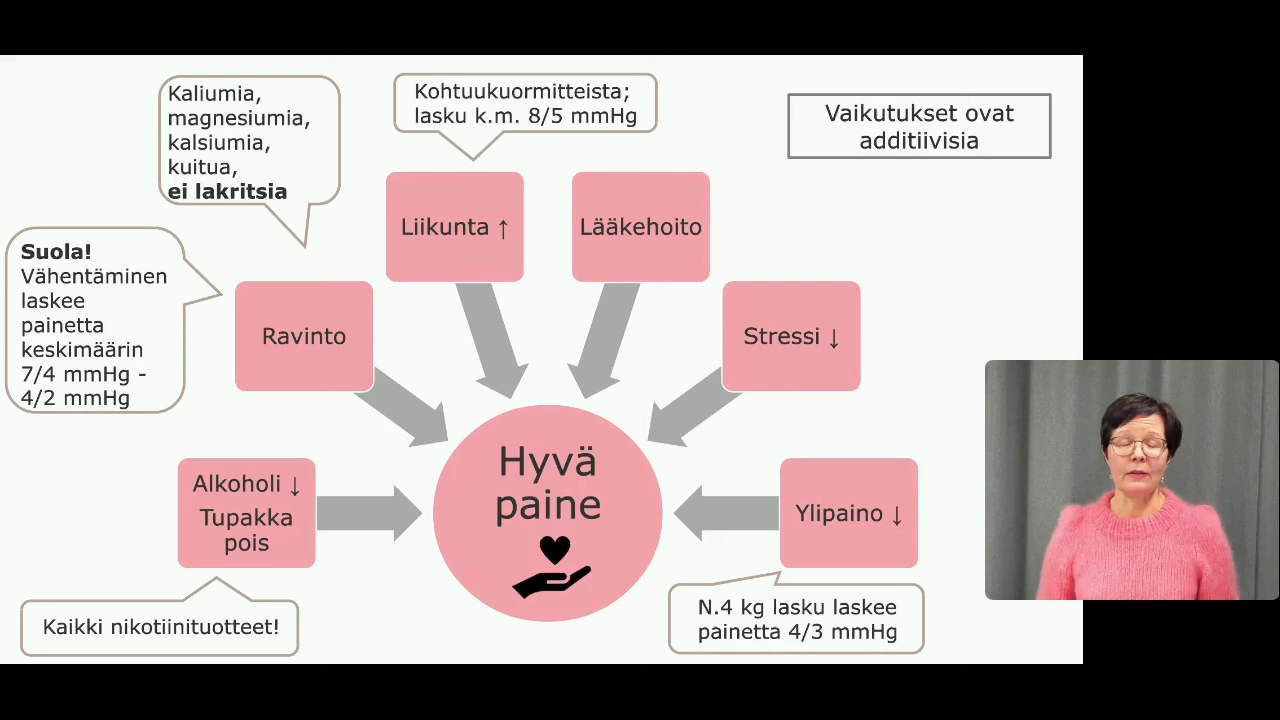 Kaliumia,
magnesiumia,
kalsiumia,
kuitua,
ei lakritsia
Kohtuukuormitteista;
lasku k.m. 8/5 mmHg
Vaikutukset ovat
additiivisia
Suola!
Vähentäminen
laskee
painetta
keskimäärin
7/4 mmHg -
4/2 mmHg
Ravinto
Liikunta ↑
Lääkehoito
Stressi ↓
Alkoholi ↓
Tupakka
pois
Hyvä
paine
Ylipaino ↓
Kaikki nikotiinituotteet!
N.4 kg lasku laskee
painetta 4/3 mmHg